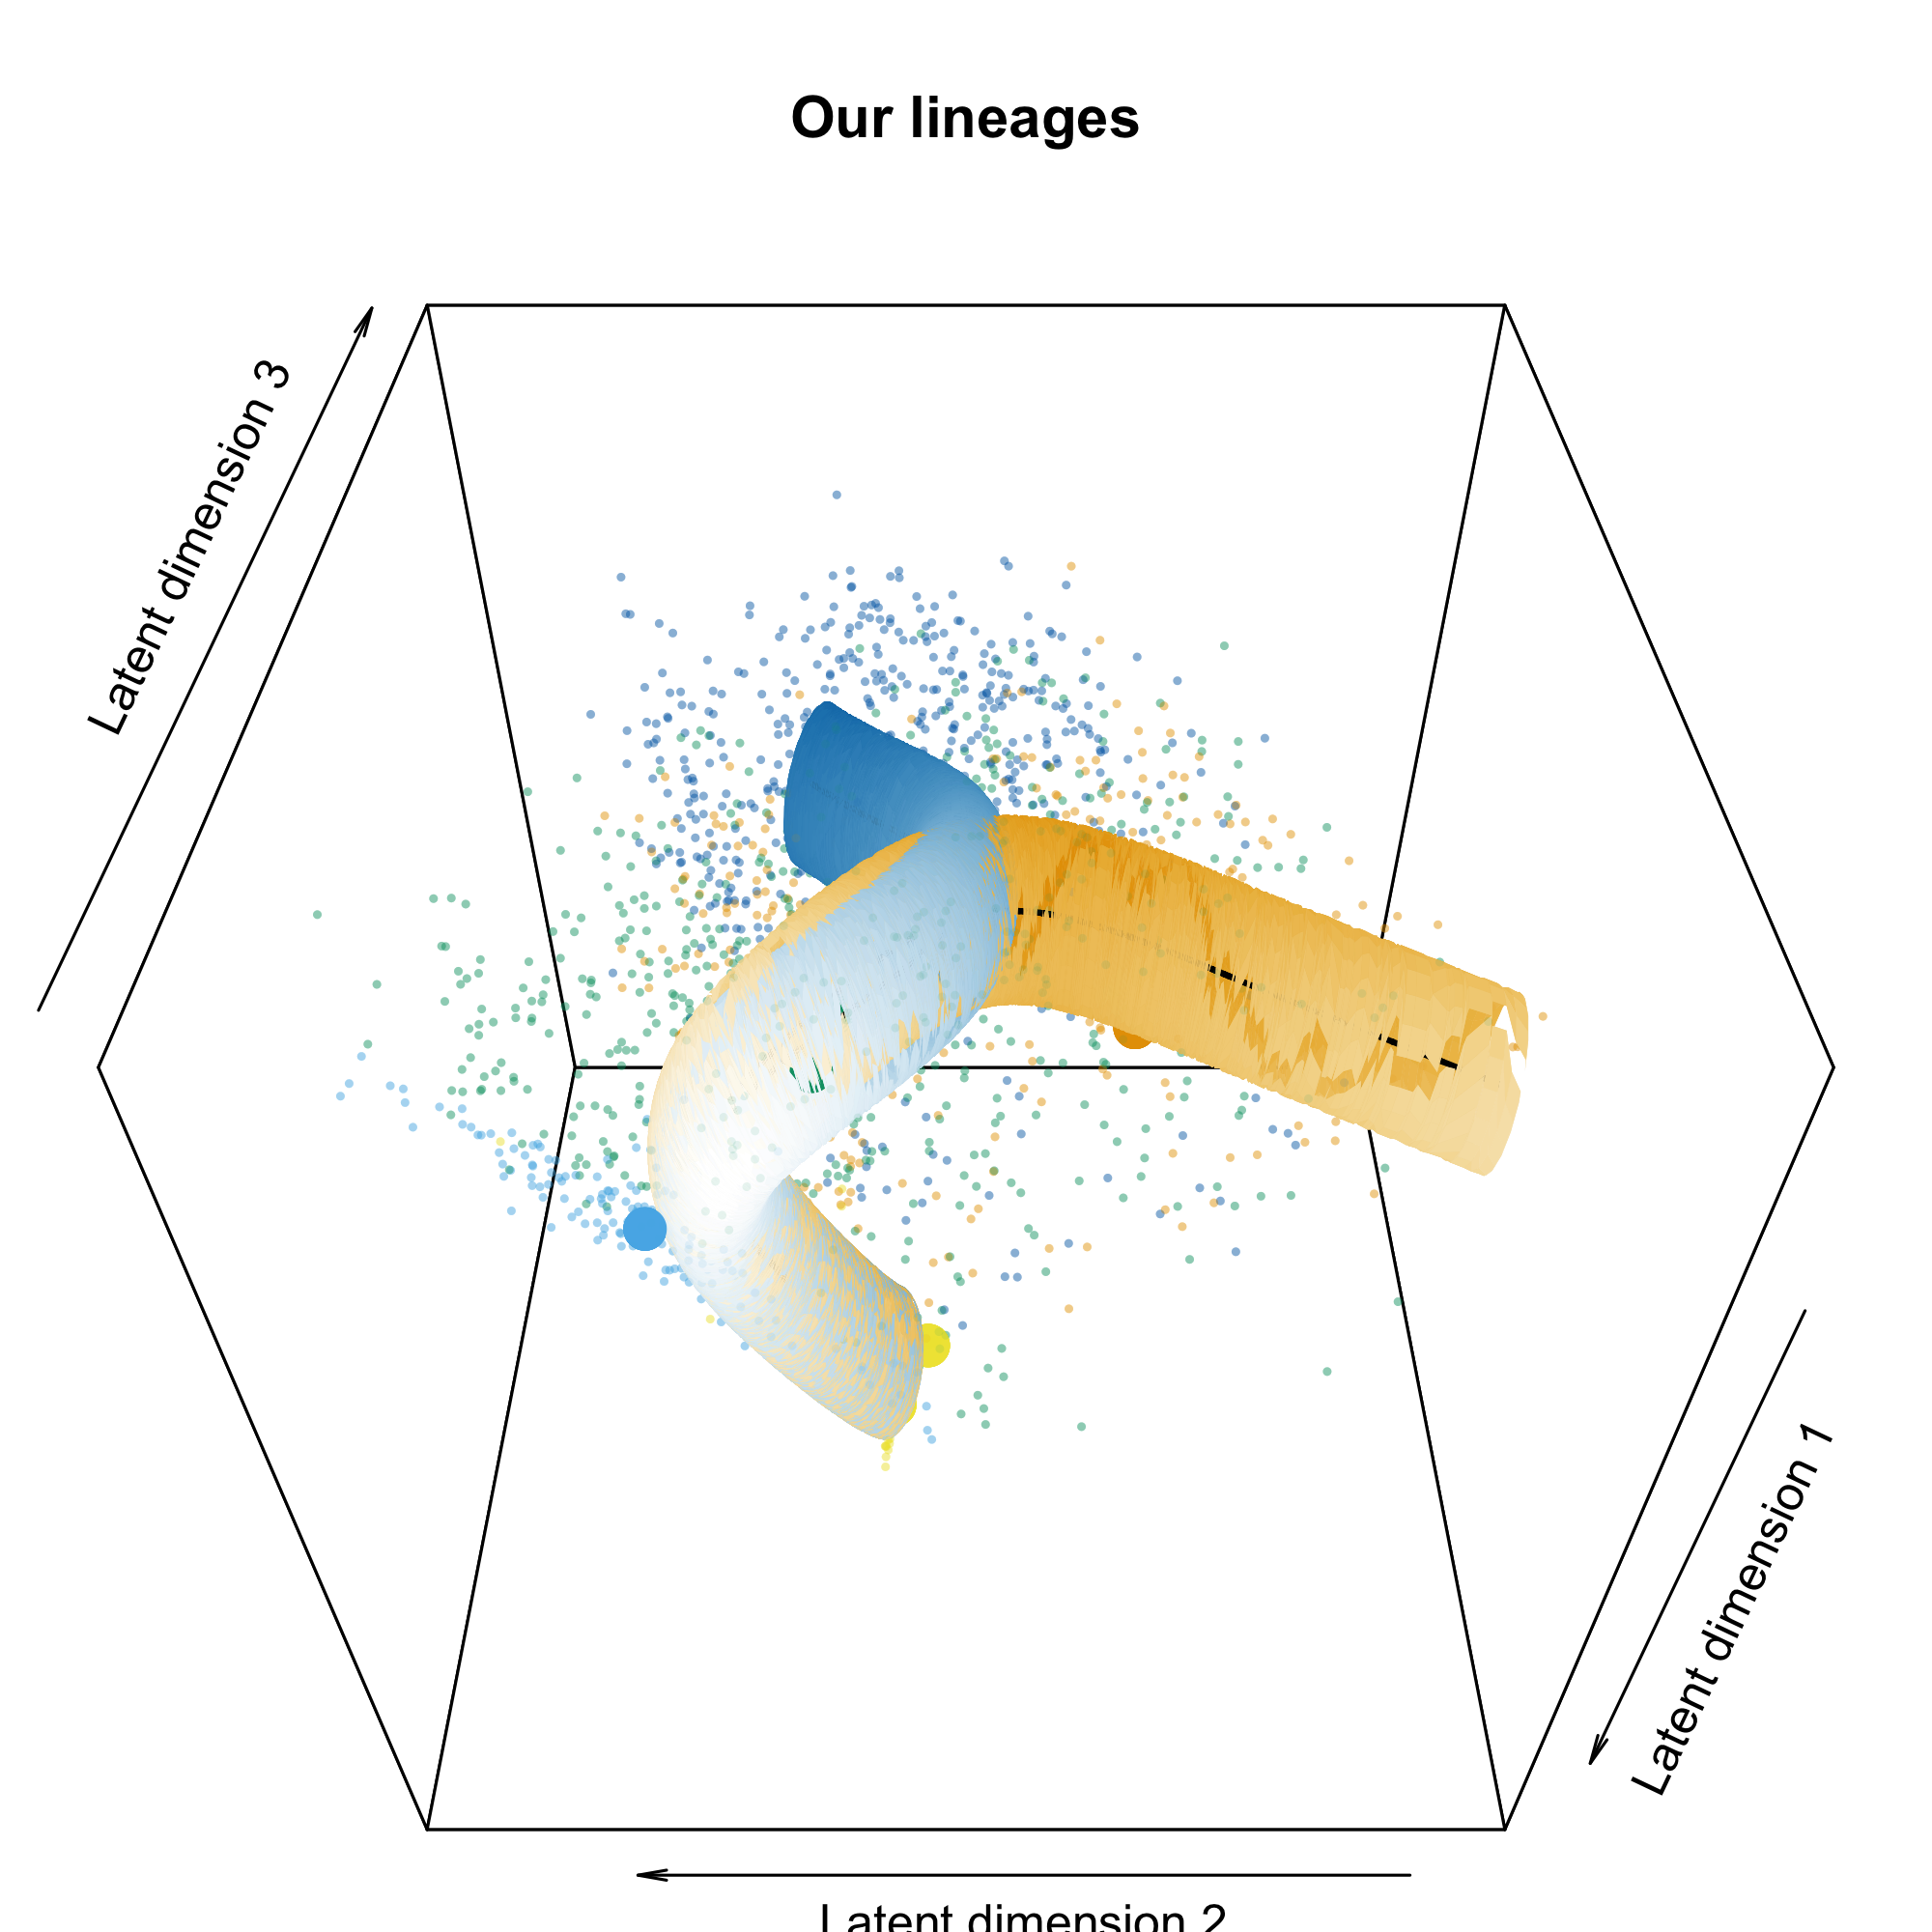 Our lineages
Latent dimension 3
Latent dimension 1
Latent dimension 2